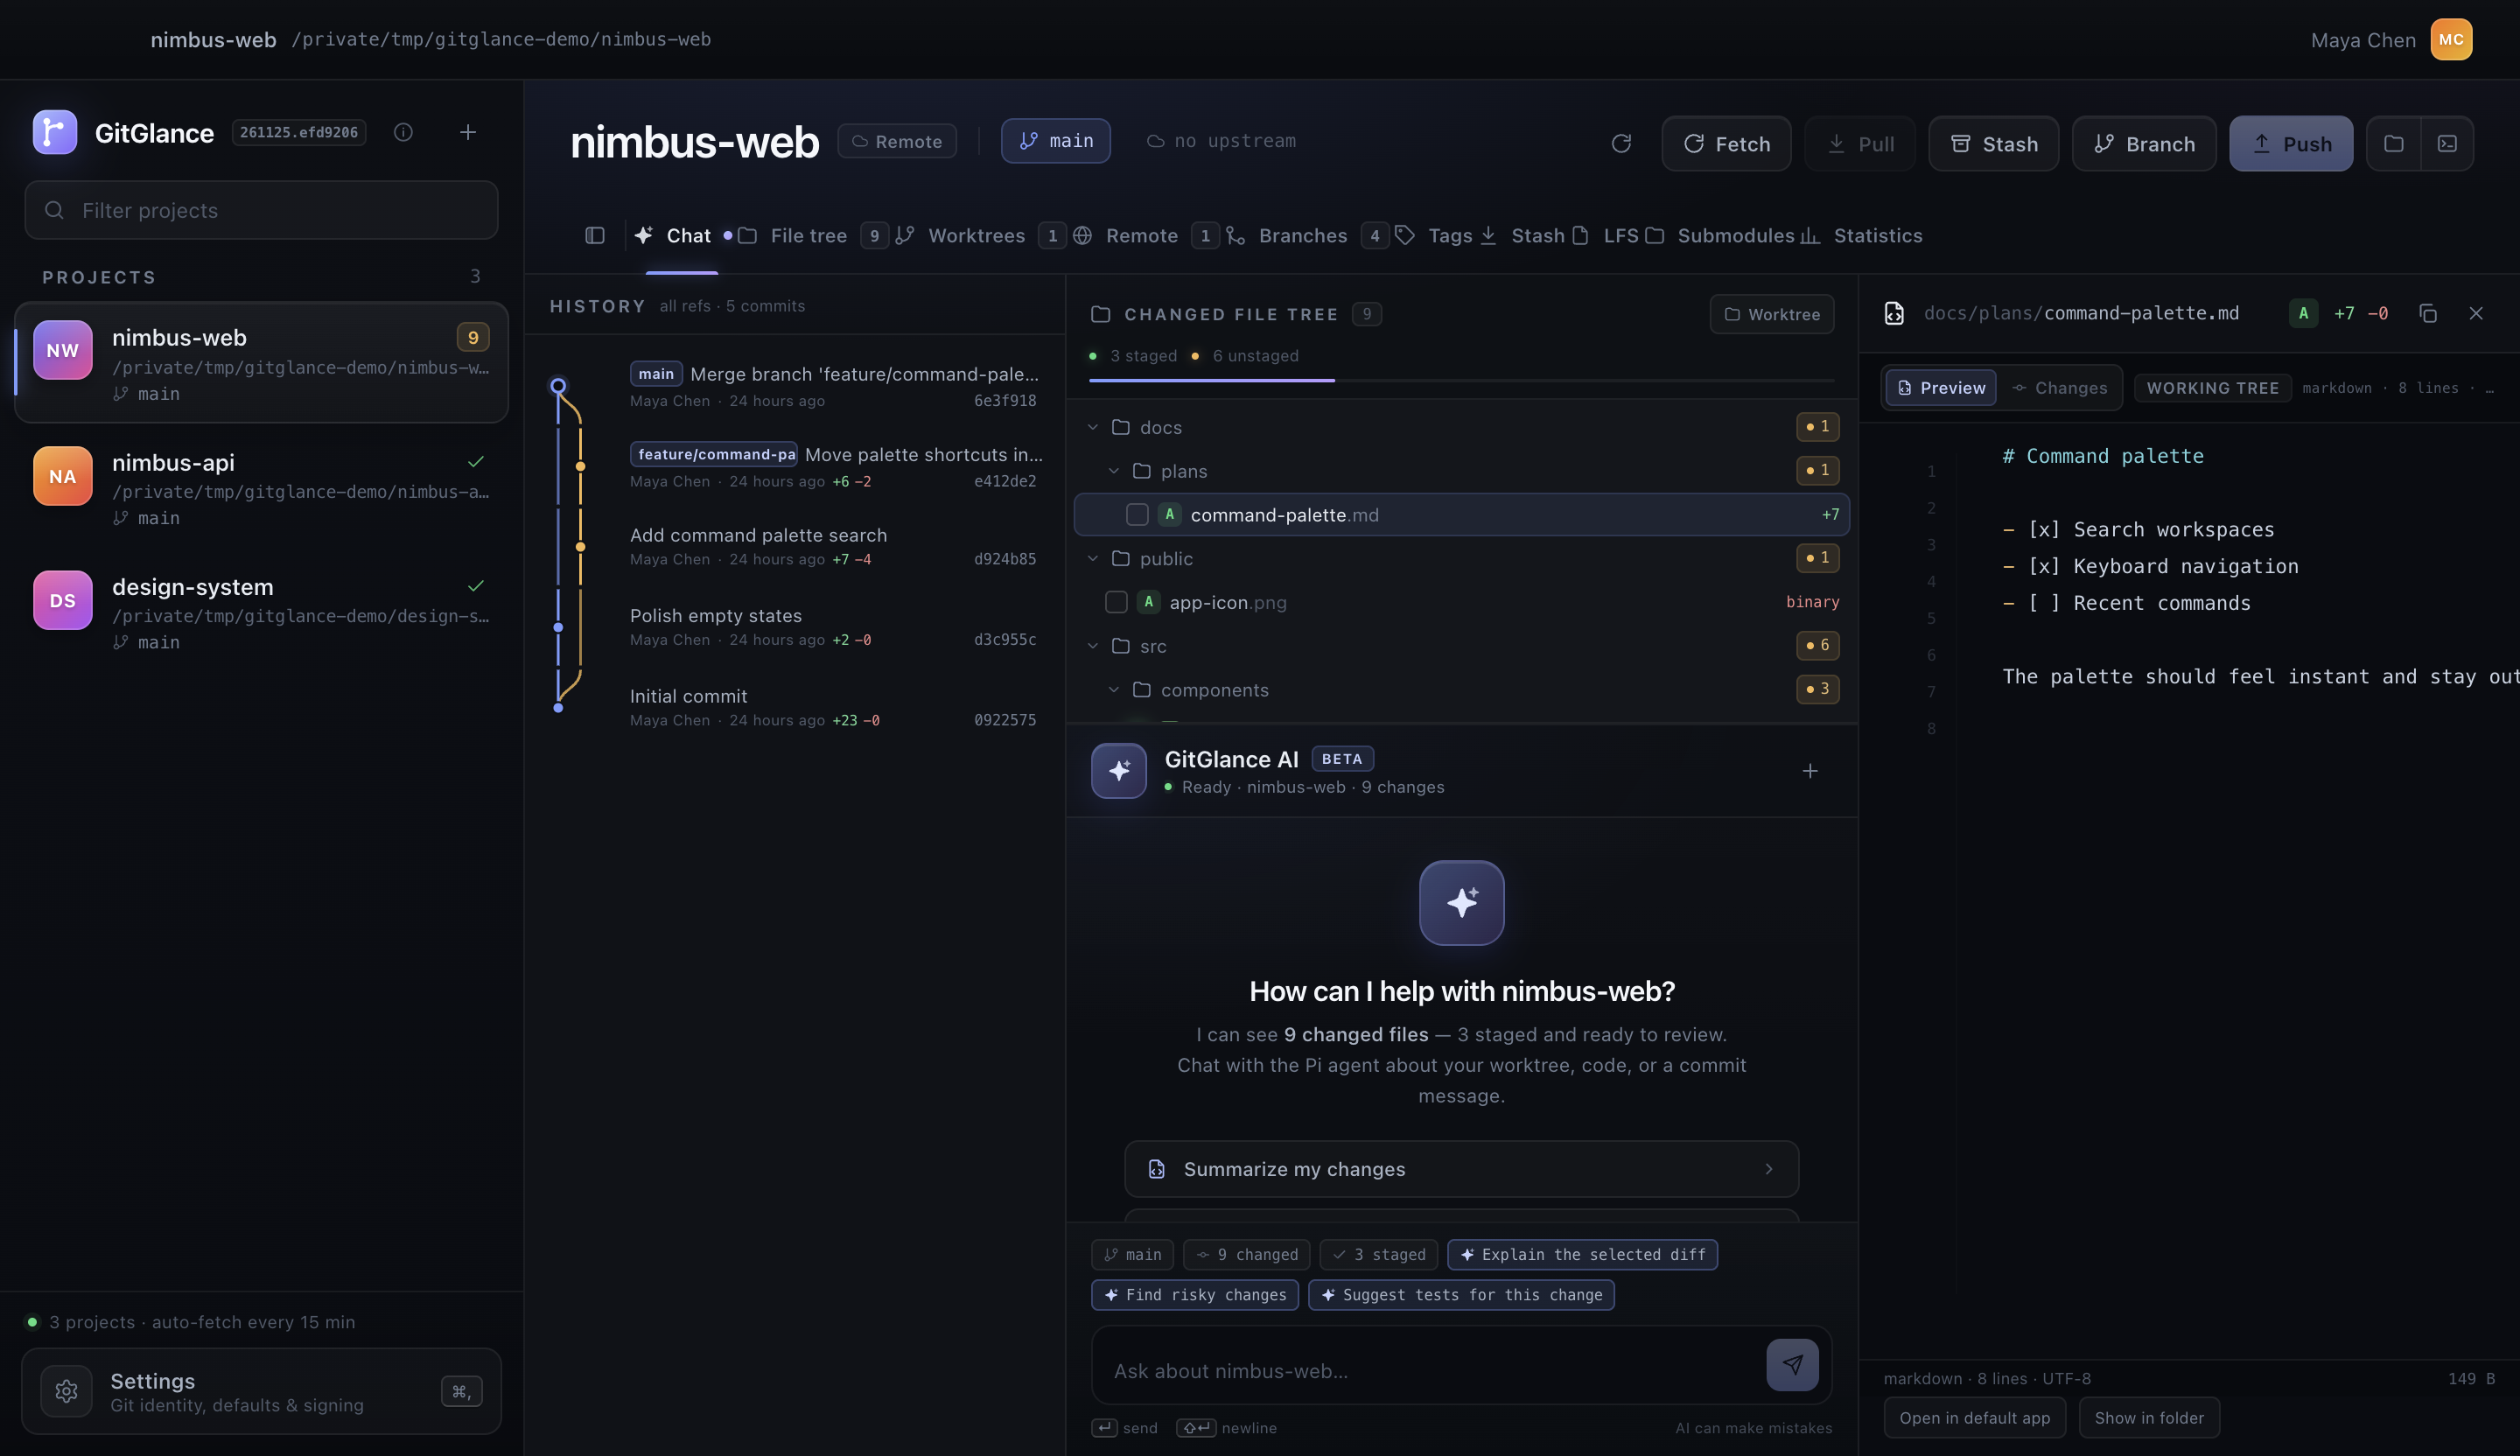 nimbus-web /private/tmp/gitglance-demo/nimbus-web
Maya Chen MC
GitGlance 261125.efd9206
Filter projects
PROJECTS 3
NW nimbus-web 9
/private/tmp/gitglance-demo/nimbus-w…
main
NA nimbus-api
/private/tmp/gitglance-demo/nimbus-a…
main
DS design-system
/private/tmp/gitglance-demo/design-s…
main
3 projects · auto-fetch every 15 min
Settings
Git identity, defaults & signing
⌘,
nimbus-web Remote main no upstream
Fetch Pull Stash Branch Push
Chat File tree 9 Worktrees 1 Remote 1 Branches 4 Tags Stash LFS Submodules Statistics
HISTORY all refs · 5 commits
main Merge branch 'feature/command-pale…
Maya Chen · 24 hours ago 6e3f918
feature/command-pa Move palette shortcuts in…
Maya Chen · 24 hours ago +6 −2 e412de2
Add command palette search
Maya Chen · 24 hours ago +7 −4 d924b85
Polish empty states
Maya Chen · 24 hours ago +2 −0 d3c955c
Initial commit
Maya Chen · 24 hours ago +23 −0 0922575
CHANGED FILE TREE 9 Worktree
3 staged 6 unstaged
docs 1
plans 1
A command-palette.md +7
public 1
A app-icon.png binary
src 6
components 3
GitGlance AI BETA
Ready · nimbus-web · 9 changes
How can I help with nimbus-web?
I can see 9 changed files — 3 staged and ready to review.
Chat with the Pi agent about your worktree, code, or a commit
message.
Summarize my changes
main 9 changed 3 staged Explain the selected diff
Find risky changes Suggest tests for this change
Ask about nimbus-web…
↵ send ⇧↵ newline AI can make mistakes
docs/plans/command-palette.md A +7 −0
Preview Changes WORKING TREE markdown · 8 lines · …
1 # Command palette
2
3 – [x] Search workspaces
4 – [x] Keyboard navigation
5 – [ ] Recent commands
6
7 The palette should feel instant and stay out
8
markdown · 8 lines · UTF-8 149 B
Open in default app Show in folder